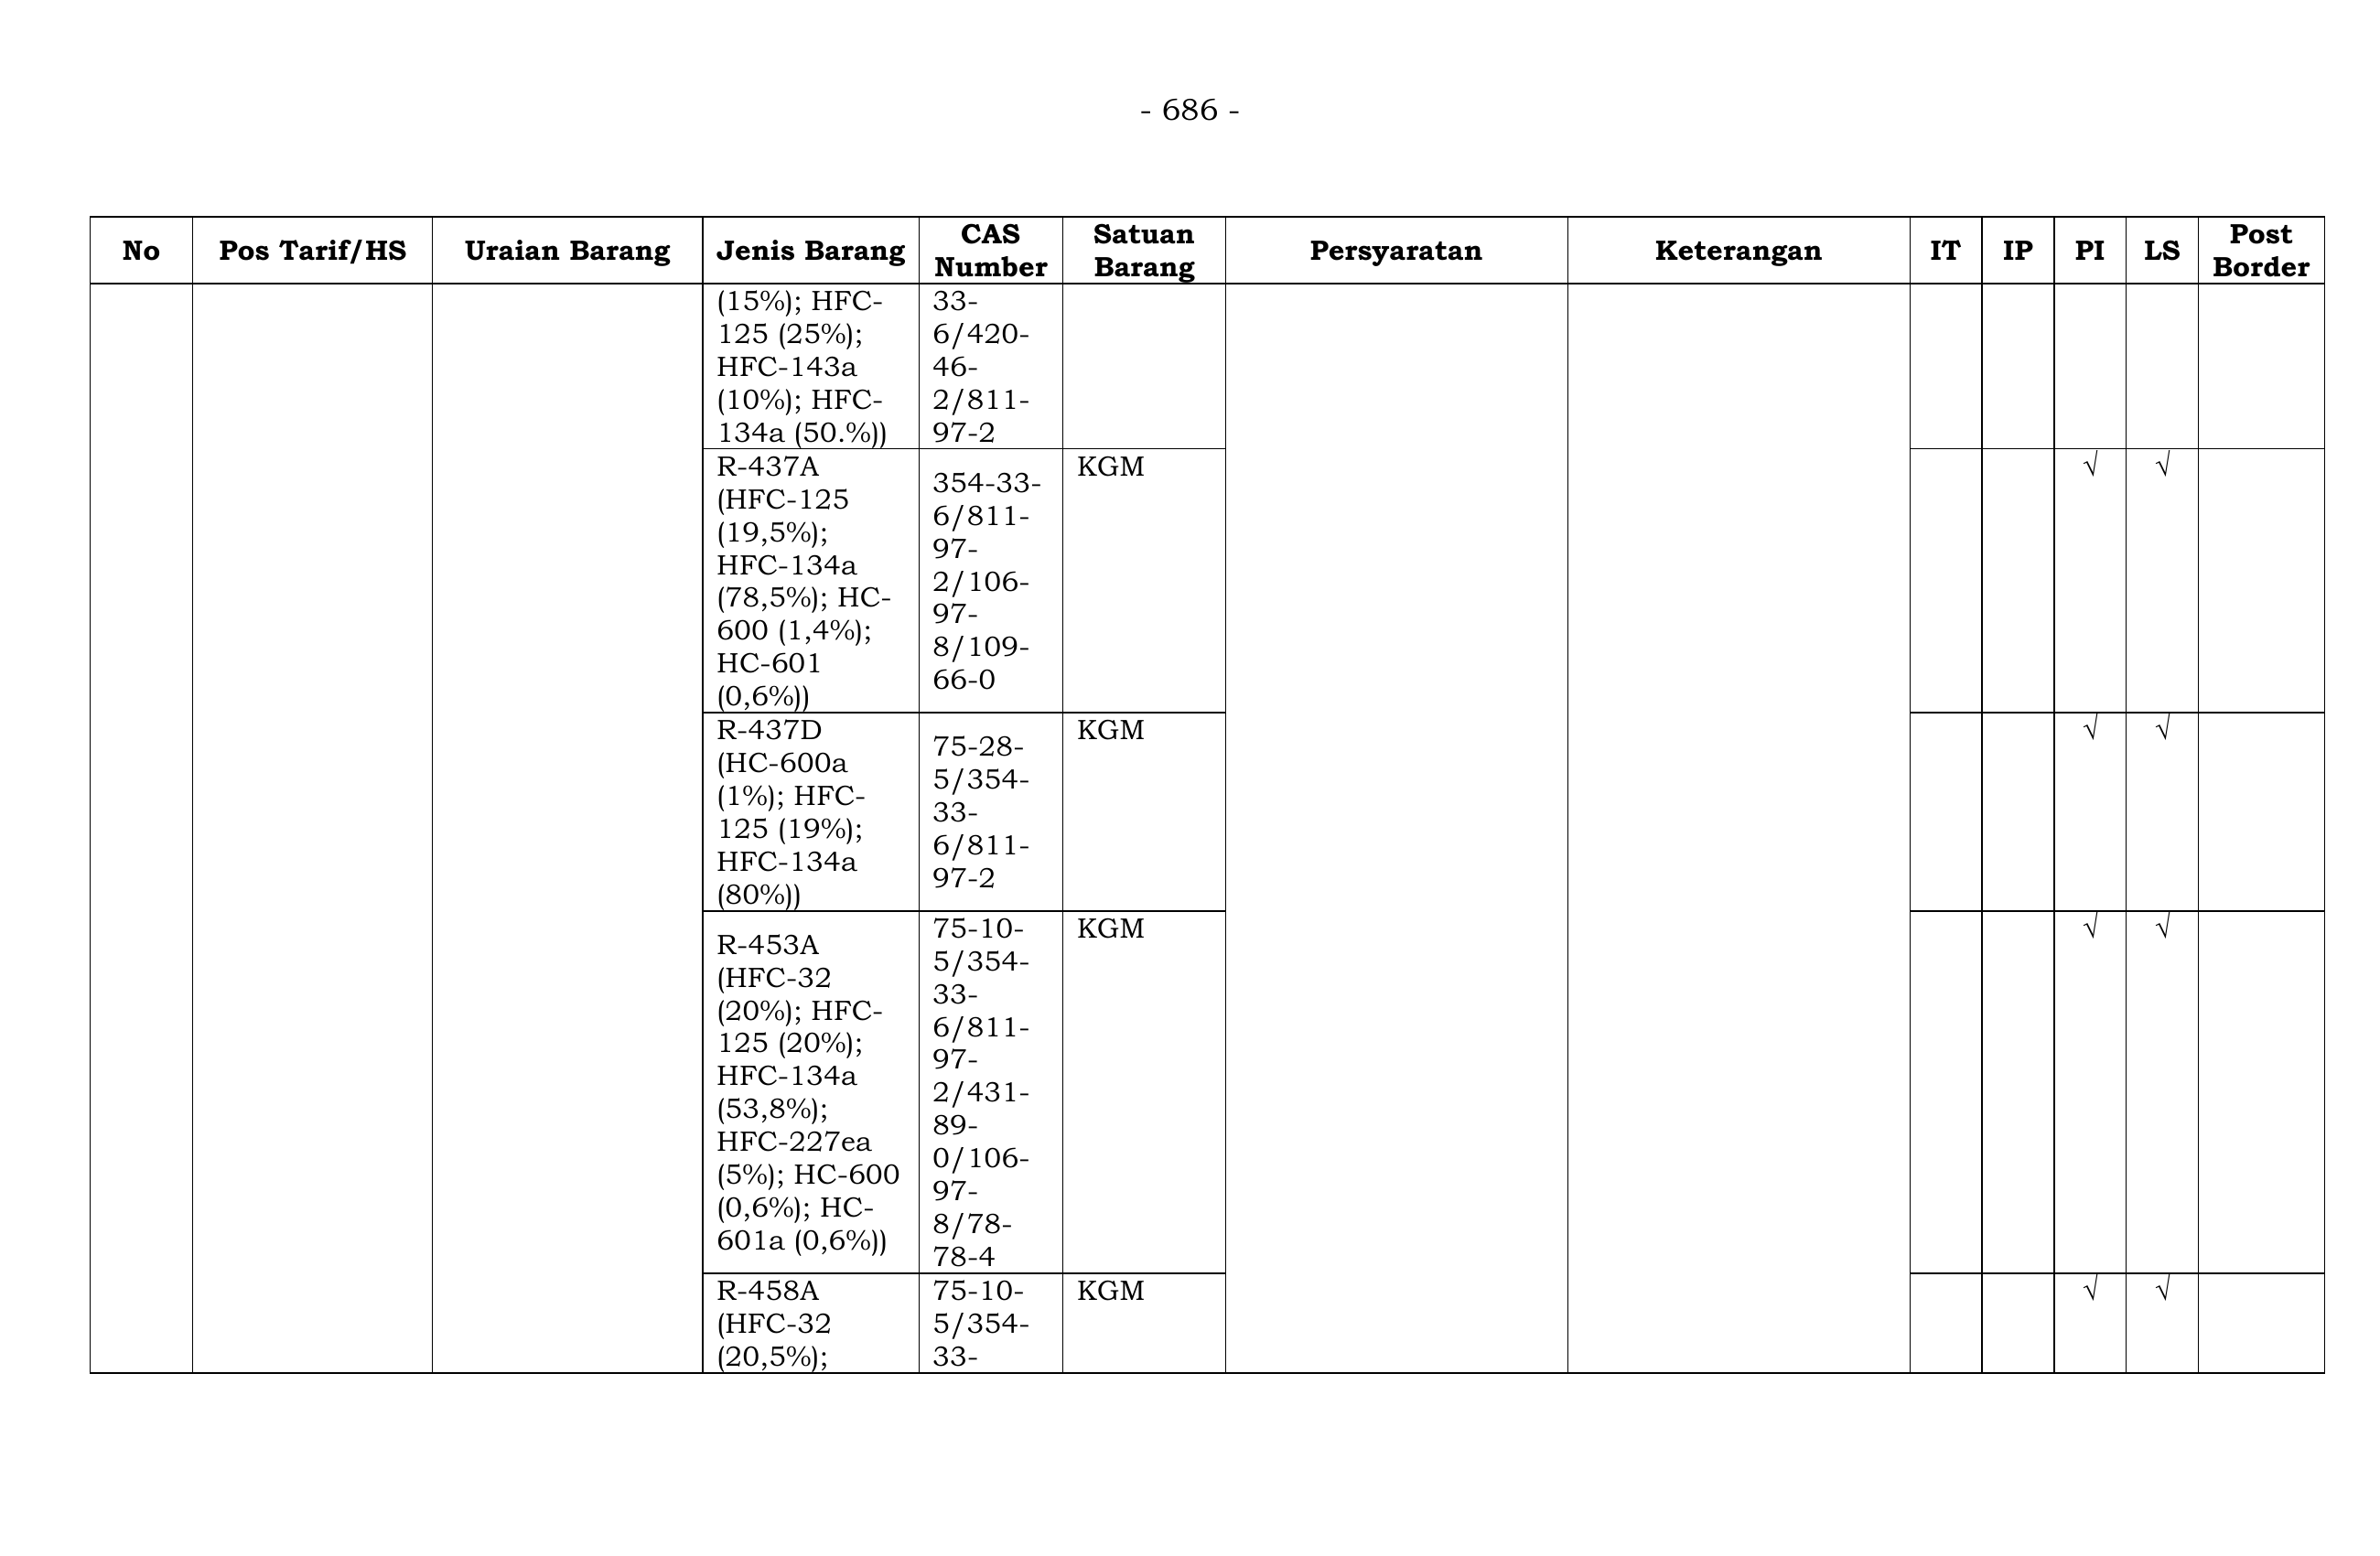 - 686 -
No Pos Tarif/HS Uraian Barang Jenis Barang CAS Number Satuan Barang Persyaratan Keterangan IT IP PI LS Post Border
(15%); HFC-
125 (25%);
HFC-143a
(10%); HFC-
134a (50.%))
33-
6/420-
46-
2/811-
97-2
R-437A
(HFC-125
(19,5%);
HFC-134a
(78,5%); HC-
600 (1,4%);
HC-601
(0,6%))
354-33-
6/811-
97-
2/106-
97-
8/109-
66-0
KGM
√
√
R-437D
(HC-600a
(1%); HFC-
125 (19%);
HFC-134a
(80%))
75-28-
5/354-
33-
6/811-
97-2
KGM
√
√
R-453A
(HFC-32
(20%); HFC-
125 (20%);
HFC-134a
(53,8%);
HFC-227ea
(5%); HC-600
(0,6%); HC-
601a (0,6%))
75-10-
5/354-
33-
6/811-
97-
2/431-
89-
0/106-
97-
8/78-
78-4
KGM
√
√
R-458A
(HFC-32
(20,5%);
75-10-
5/354-
33-
KGM
√
√